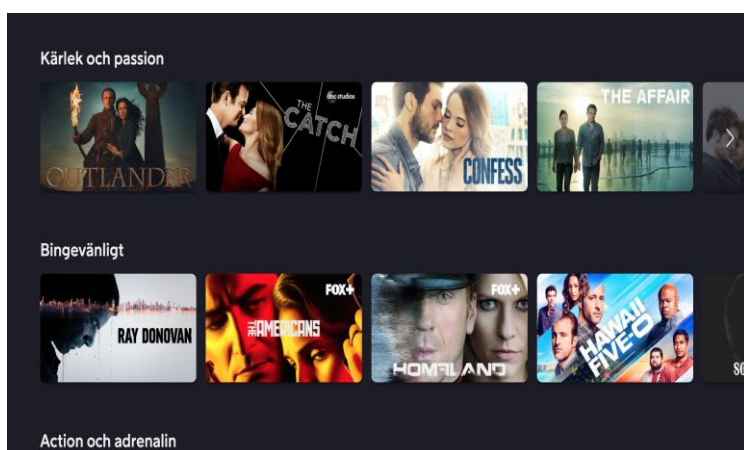 Kärlek och passion
OUTLANDER
abc studios
THE
CATCH
CONFESS
THE AFFAIR
Bingevänligt
RAY DONOVAN
FOX+
THE AMERICANS
FOX+
HOMELAND
HAWAII
FIVE-O
Action och adrenalin